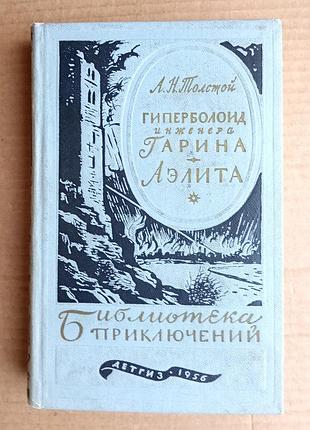 А.Н.Толстой
ГИПЕРБОЛОИД
инженера
ГАРИНА
АЭЛИТА
Библиотека
ПРИКЛЮЧЕНИЙ
ДЕТГИЗ • 1956